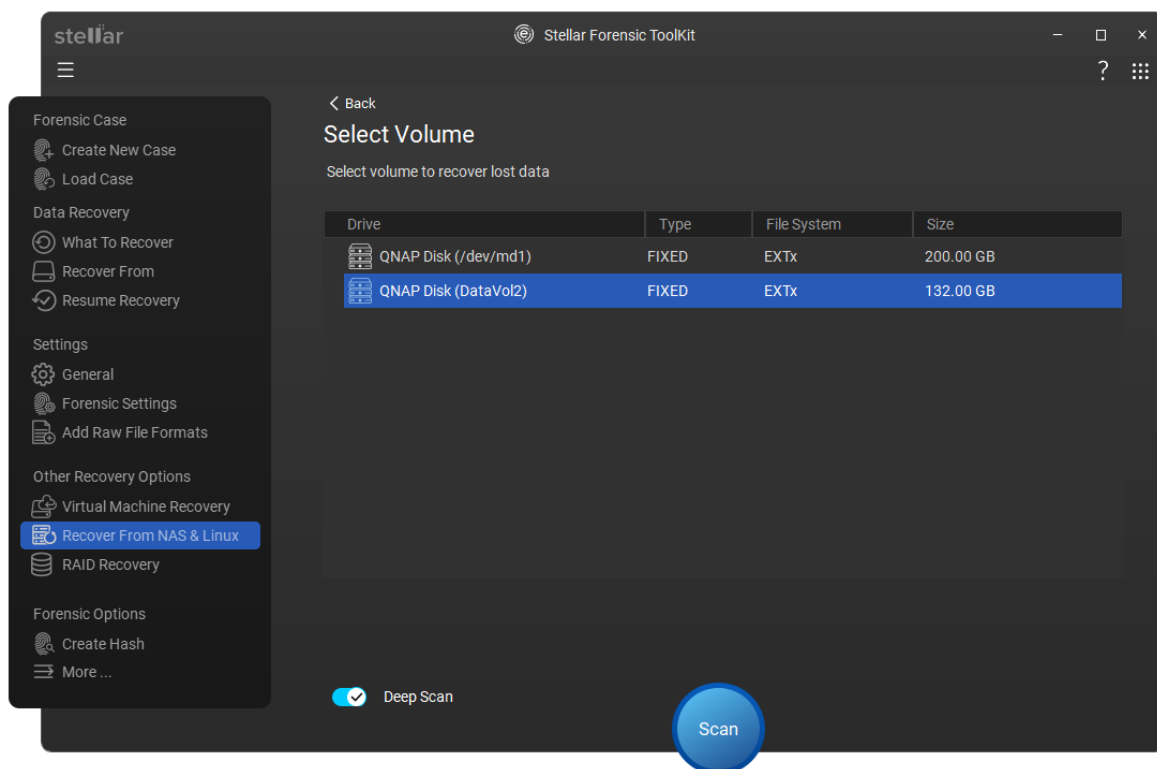 stellar
Stellar Forensic ToolKit
?
Forensic Case
Create New Case
Load Case
Data Recovery
What To Recover
Recover From
Resume Recovery
Settings
General
Forensic Settings
Add Raw File Formats
Other Recovery Options
Virtual Machine Recovery
Recover From NAS & Linux
RAID Recovery
Forensic Options
Create Hash
More ...
Back
Select Volume
Select volume to recover lost data
Drive Type File System Size
QNAP Disk (/dev/md1) FIXED EXTx 200.00 GB
QNAP Disk (DataVol2) FIXED EXTx 132.00 GB
Deep Scan
Scan